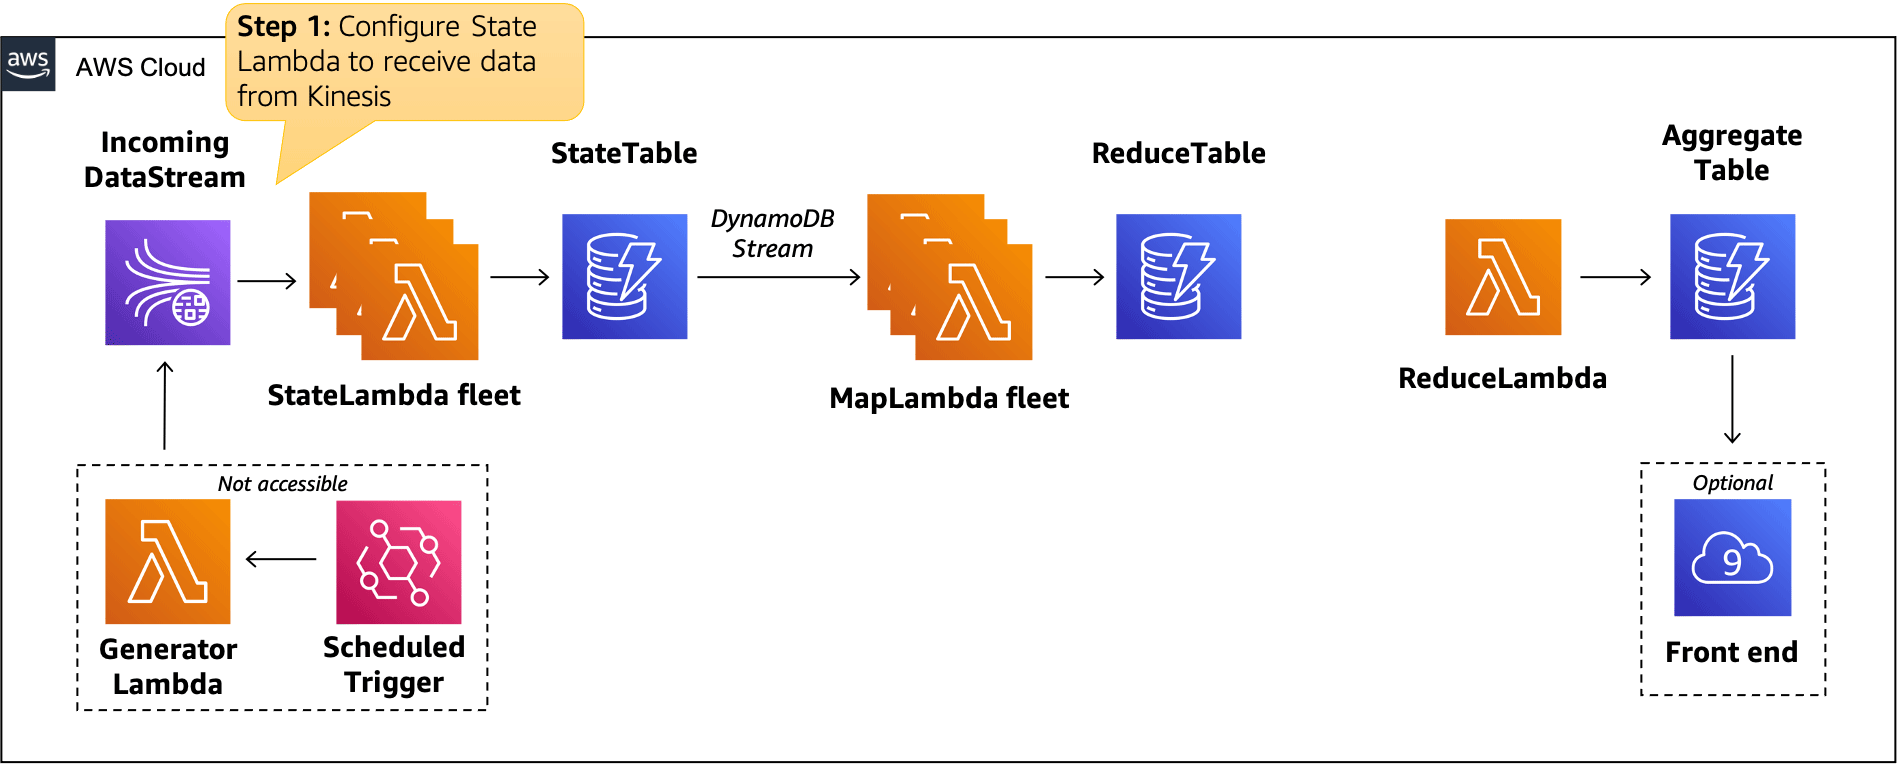 Step 1: Configure State
Lambda to receive data
from Kinesis
aws
AWS Cloud
Incoming
DataStream
StateTable
ReduceTable
Aggregate
Table
DynamoDB
Stream
StateLambda fleet
MapLambda fleet
ReduceLambda
Not accessible
Generator
Lambda
Scheduled
Trigger
Optional
9
Front end